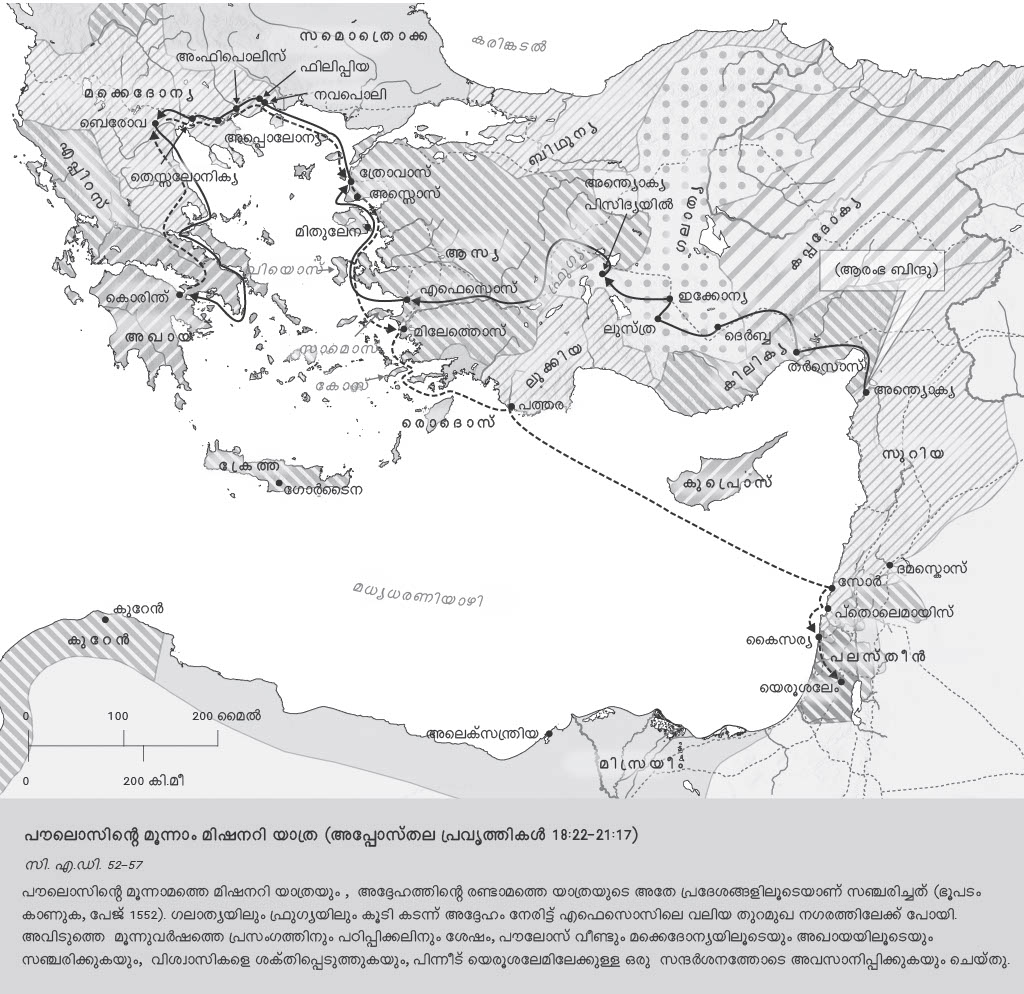 സമൊത്രൊക്ക
കരിങ്കടൽ
അംഫിപൊലിസ്
ഫിലിപ്പിയ
മക്കെദോന്യ
നവപൊലി
ബെരോവ
അപ്പൊലോന്യ
ബിഥുന്യ
എപ്പിറസ്
തെസ്സലോനിക്യ
ത്രോവാസ്
അന്ത്യൊക്യ
പിസിദ്യയിൽ
അസ്സൊസ്
ഗലാത്യ
കപ്പദോക്യ
മിതുലേന
ആസ്യ
ഫ്രുഗ്യ
(ആരംഭ ബിന്ദു)
ഖിയൊസ്
എഫെസൊസ്
കൊരിന്ത്
ഇക്കോന്യ
മിലേത്തൊസ്
ലുസ്ത്ര
അഖായ
ദെർബ്ബ
സാമൊസ്
ലുക്കിയ
കിലിക്യ
തർസൊസ്
കോസ്
അന്ത്യൊക്യ
പത്തര
രൊദൊസ്
സുറിയ
ക്രേത്ത
കുപ്രൊസ്
ഗോർടൈന
ദമസ്കൊസ്
സോർ
മധ്യധരണിയാഴി
കുറേൻ
പ്തൊലെമായിസ്
കുറേൻ
കൈസര്യ
പലസ്തീൻ
യെരൂശലേം
0 100 200 മൈൽ
അലെക്സന്ത്രിയ
മിസ്രയീം
0 200 കി.മീ
പൗലൊസിന്റെ മൂന്നാം മിഷനറി യാത്ര (അപ്പോസ്തല പ്രവൃത്തികൾ 18:22–21:17)
സി. എ.ഡി. 52–57
പൗലൊസിന്റെ മൂന്നാമത്തെ മിഷനറി യാത്രയും , അദ്ദേഹത്തിന്റെ രണ്ടാമത്തെ യാത്രയുടെ അതേ പ്രദേശങ്ങളിലൂടെയാണ് സഞ്ചരിച്ചത് (ഭൂപടം
കാണുക, പേജ് 1552). ഗലാത്യയിലും ഫ്രുഗ്യയിലും കൂടി കടന്ന് അദ്ദേഹം നേരിട്ട് എഫെസൊസിലെ വലിയ തുറമുഖ നഗരത്തിലേക്ക് പോയി.
അവിടുത്തെ മൂന്നുവർഷത്തെ പ്രസംഗത്തിനും പഠിപ്പിക്കലിനും ശേഷം, പൗലോസ് വീണ്ടും മക്കെദോന്യയിലൂടെയും അഖായയിലൂടെയും
സഞ്ചരിക്കുകയും, വിശ്വാസികളെ ശക്തിപ്പെടുത്തുകയും, പിന്നീട് യെരൂശലേമിലേക്കുള്ള ഒരു സന്ദർശനത്തോടെ അവസാനിപ്പിക്കുകയും ചെയ്തു.